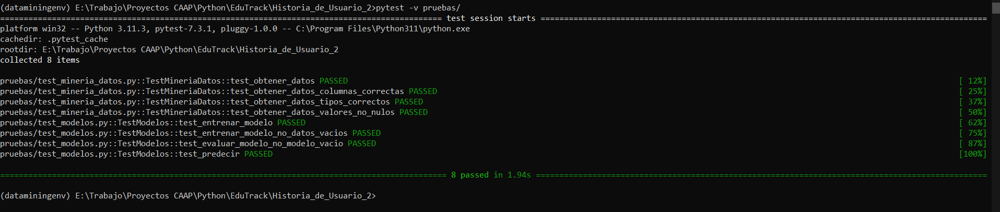 (dataminingenv) E:\Trabajo\Proyectos CAAP\Python\EduTrack\Historia_de_Usuario_2>pytest -v pruebas/
============================================================================================== test session starts ===============================================================================================
platform win32 -- Python 3.11.3, pytest-7.3.1, pluggy-1.0.0 -- C:\Program Files\Python311\python.exe
cachedir: .pytest_cache
rootdir: E:\Trabajo\Proyectos CAAP\Python\EduTrack\Historia_de_Usuario_2
collected 8 items
pruebas/test_mineria_datos.py::TestMineriaDatos::test_obtener_datos PASSED [ 12%]
pruebas/test_mineria_datos.py::TestMineriaDatos::test_obtener_datos_columnas_correctas PASSED [ 25%]
pruebas/test_mineria_datos.py::TestMineriaDatos::test_obtener_datos_tipos_correctos PASSED [ 37%]
pruebas/test_mineria_datos.py::TestMineriaDatos::test_obtener_datos_valores_no_nulos PASSED [ 50%]
pruebas/test_modelos.py::TestModelos::test_entrenar_modelo PASSED [ 62%]
pruebas/test_modelos.py::TestModelos::test_entrenar_modelo_no_datos_vacios PASSED [ 75%]
pruebas/test_modelos.py::TestModelos::test_evaluar_modelo_no_modelo_vacio PASSED [ 87%]
pruebas/test_modelos.py::TestModelos::test_predecir PASSED [100%]
=============================================================================================== 8 passed in 1.94s ================================================================================================
(dataminingenv) E:\Trabajo\Proyectos CAAP\Python\EduTrack\Historia_de_Usuario_2>